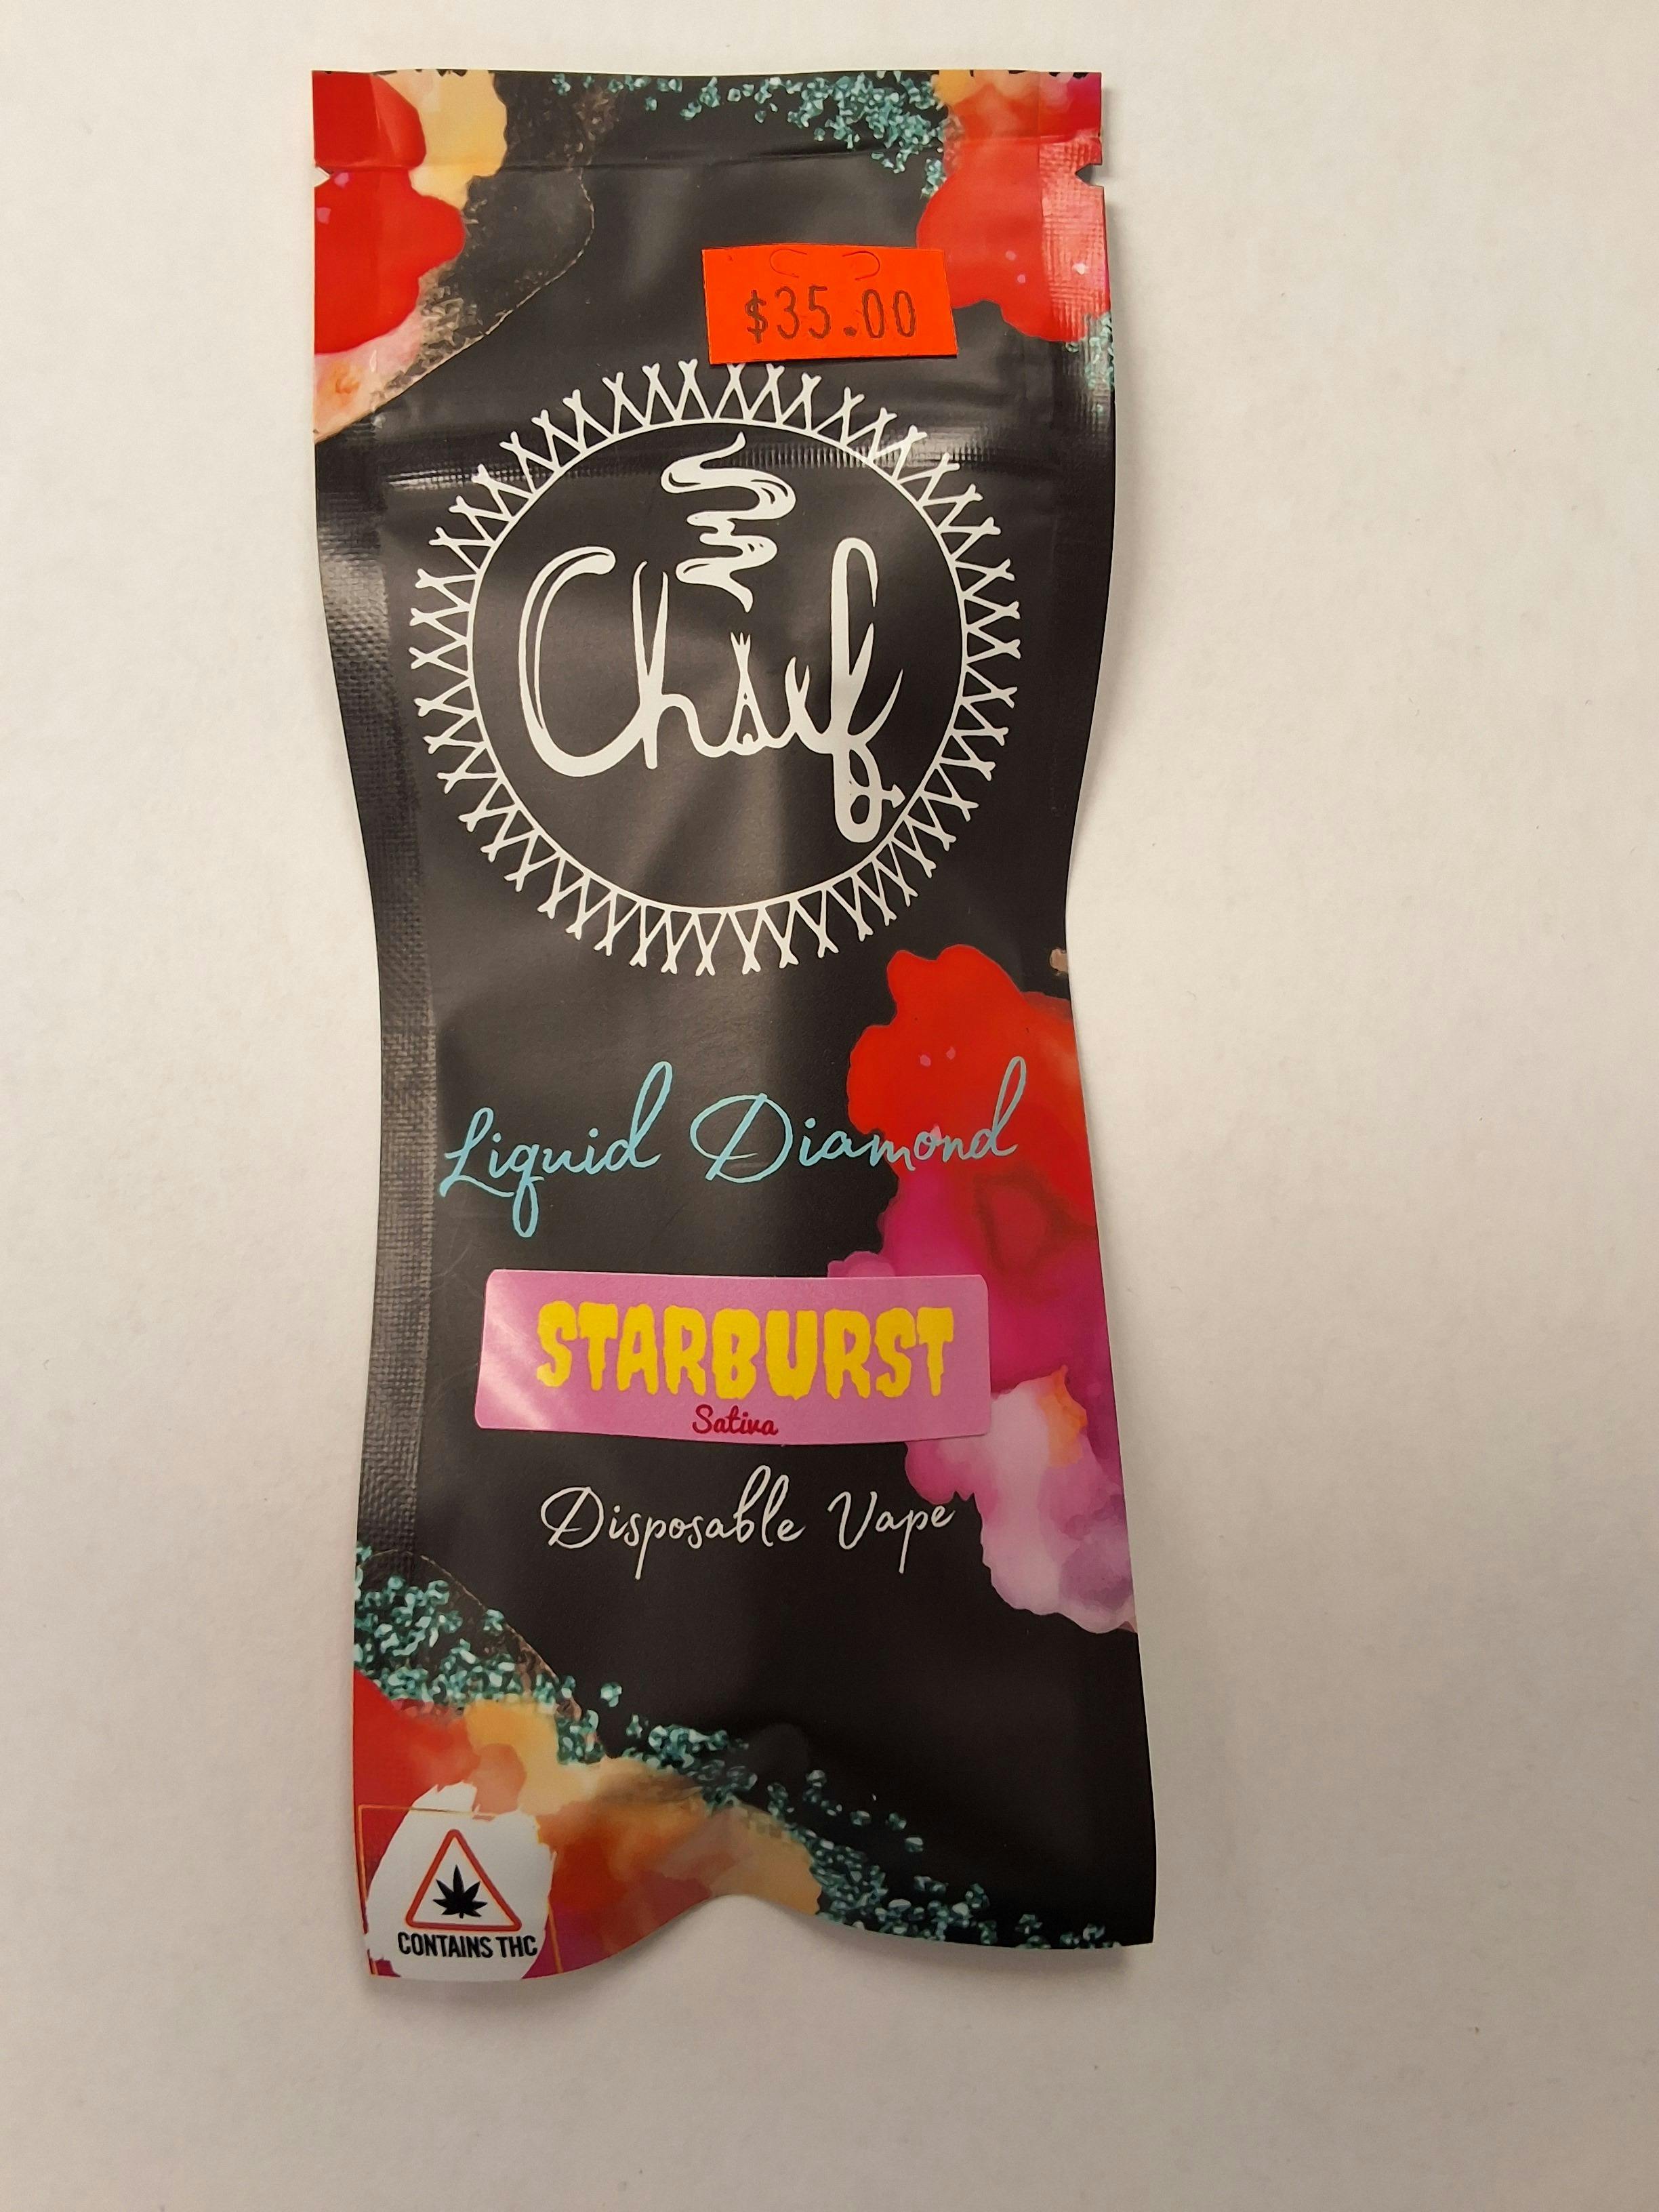 $35.00
Chief
Liquid Diamond
STARBURST
Sativa
Disposable Vape
CONTAINS THC